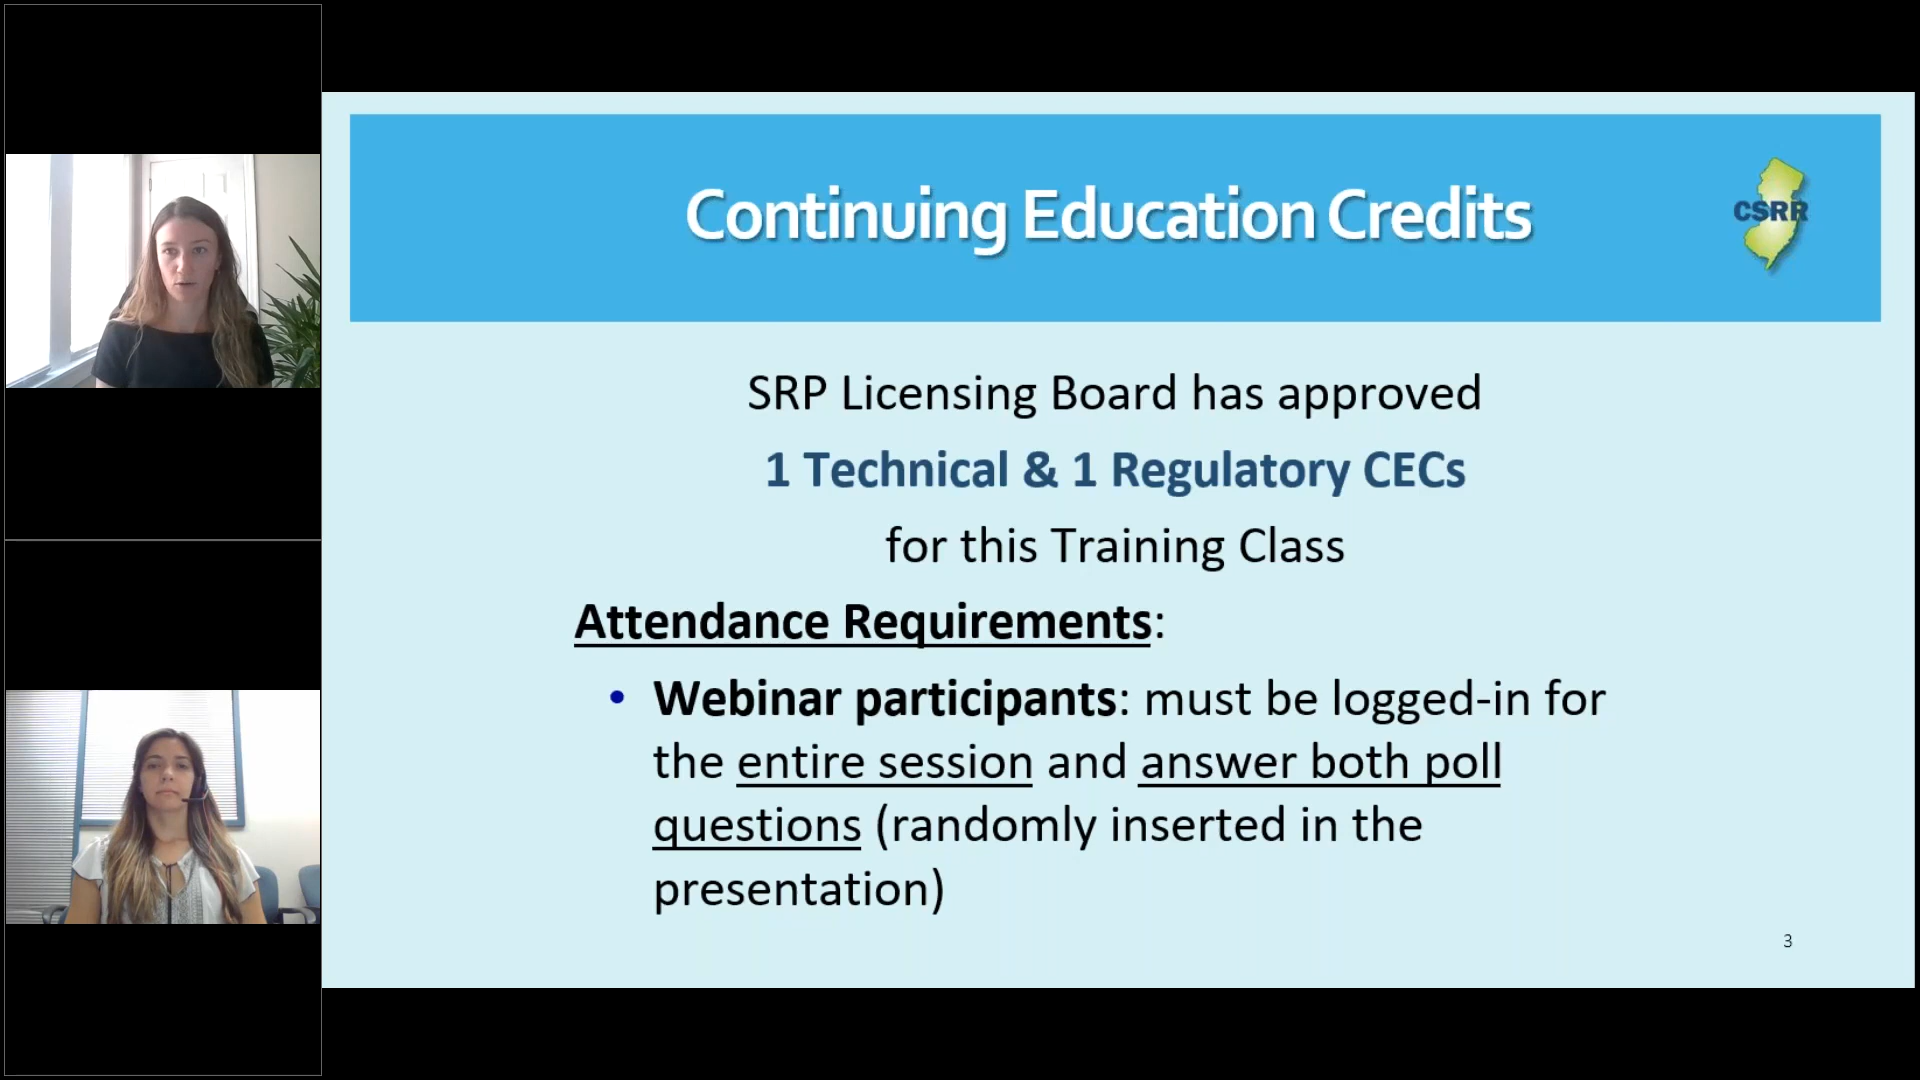 Continuing Education Credits
CSRR
SRP Licensing Board has approved
1 Technical & 1 Regulatory CECs
for this Training Class
Attendance Requirements:
• Webinar participants: must be logged-in for
the entire session and answer both poll
questions (randomly inserted in the
presentation)
3